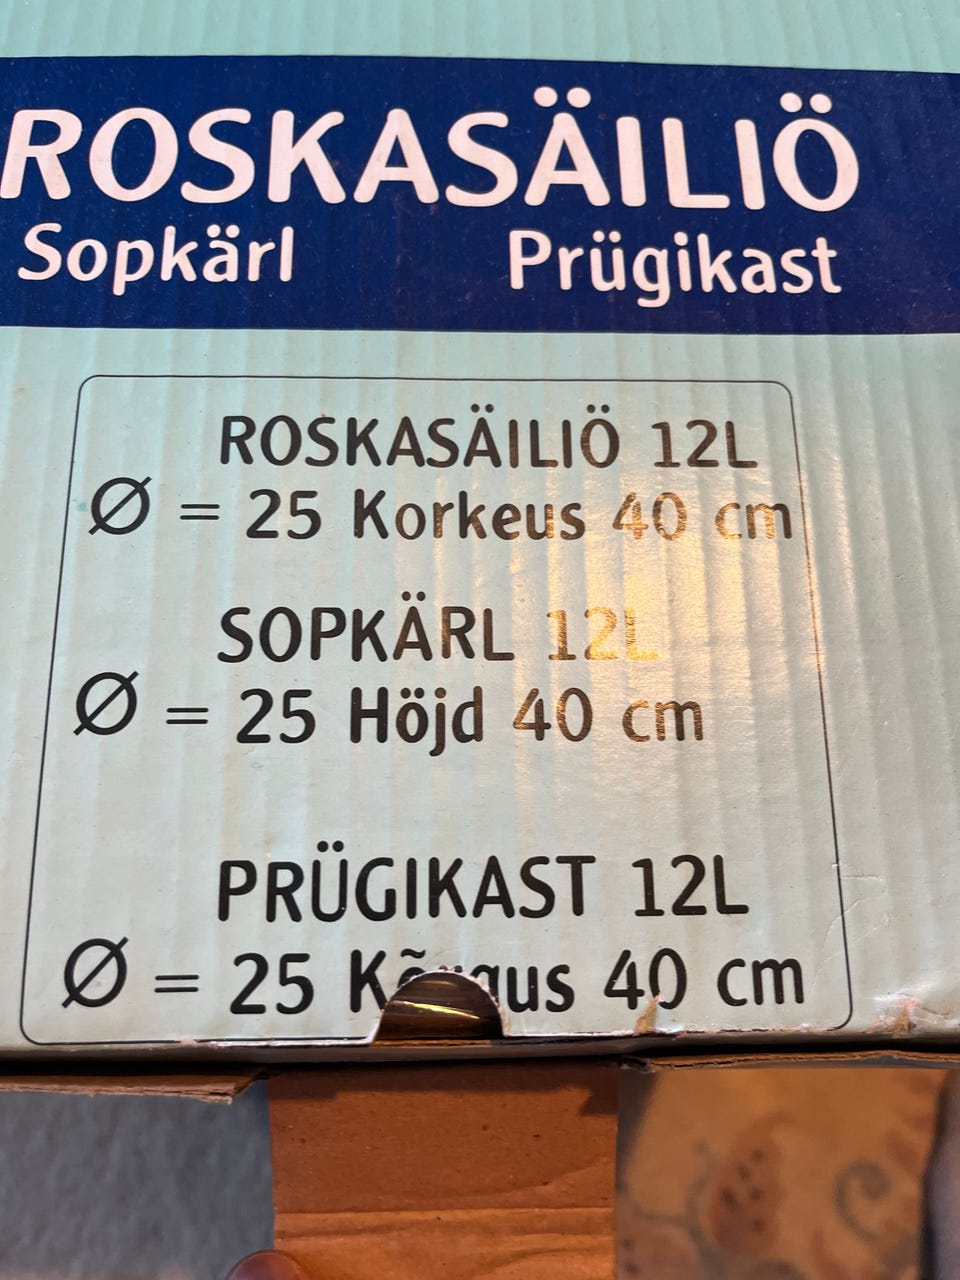 ROSKASÄILIÖ
Sopkärl Prügikast
ROSKASÄILIÖ 12L
Ø = 25 Korkeus 40 cm
SOPKÄRL 12L
Ø = 25 Höjd 40 cm
PRÜGIKAST 12L
Ø = 25 40 cm